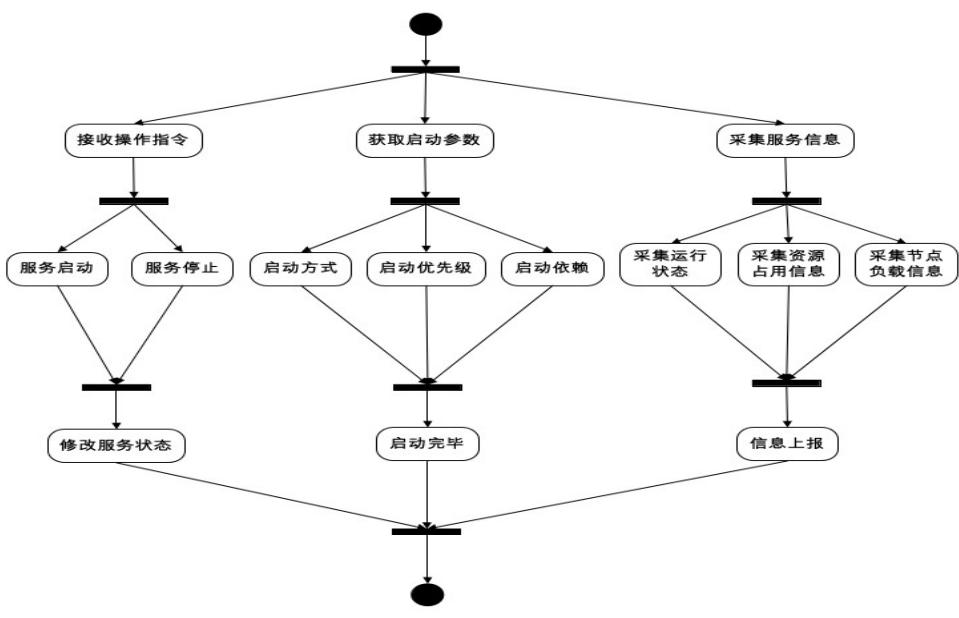 接收操作指令
获取启动参数
采集服务信息
服务启动
服务停止
启动方式
启动优先级
启动依赖
采集运行
状态
采集资源
占用信息
采集节点
负载信息
修改服务状态
启动完毕
信息上报